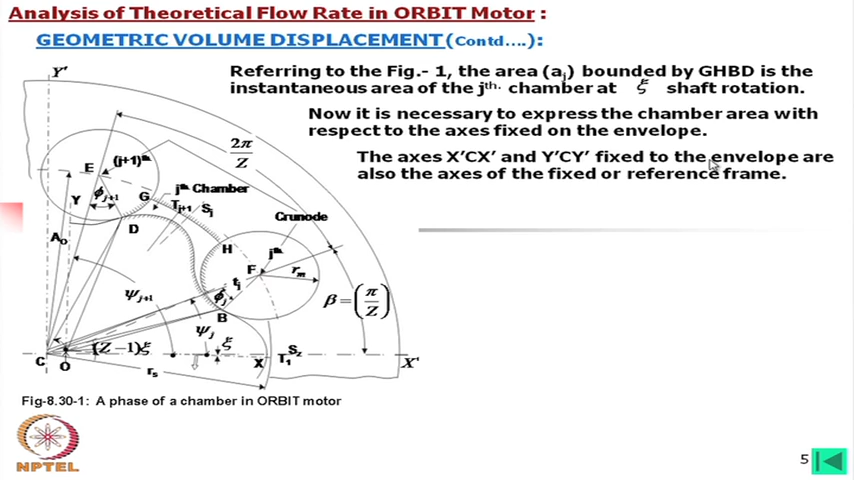 Analysis of Theoretical Flow Rate in ORBIT Motor :
GEOMETRIC VOLUME DISPLACEMENT(Contd….):
Referring to the Fig.- 1, the area (aj) bounded by GHBD is the
instantaneous area of the jth. chamber at ξ shaft rotation.
Now it is necessary to express the chamber area with
respect to the axes fixed on the envelope.
The axes X′CX′ and Y′CY′ fixed to the envelope are
also the axes of the fixed or reference frame.
Y′
2π
Z
E
(j+1)th
jth Chamber
Y
ϕj+1
G
Tj+1
Sj
Crunode
D
Ao
H
jth
F
rm
tj
ϕj
ψj+1
β = (π/Z)
B
ψj
ξ
(Z−1)ξ
C
O
X
T1
Sz
X′
rs
Fig-8.30-1: A phase of a chamber in ORBIT motor
NPTEL
5